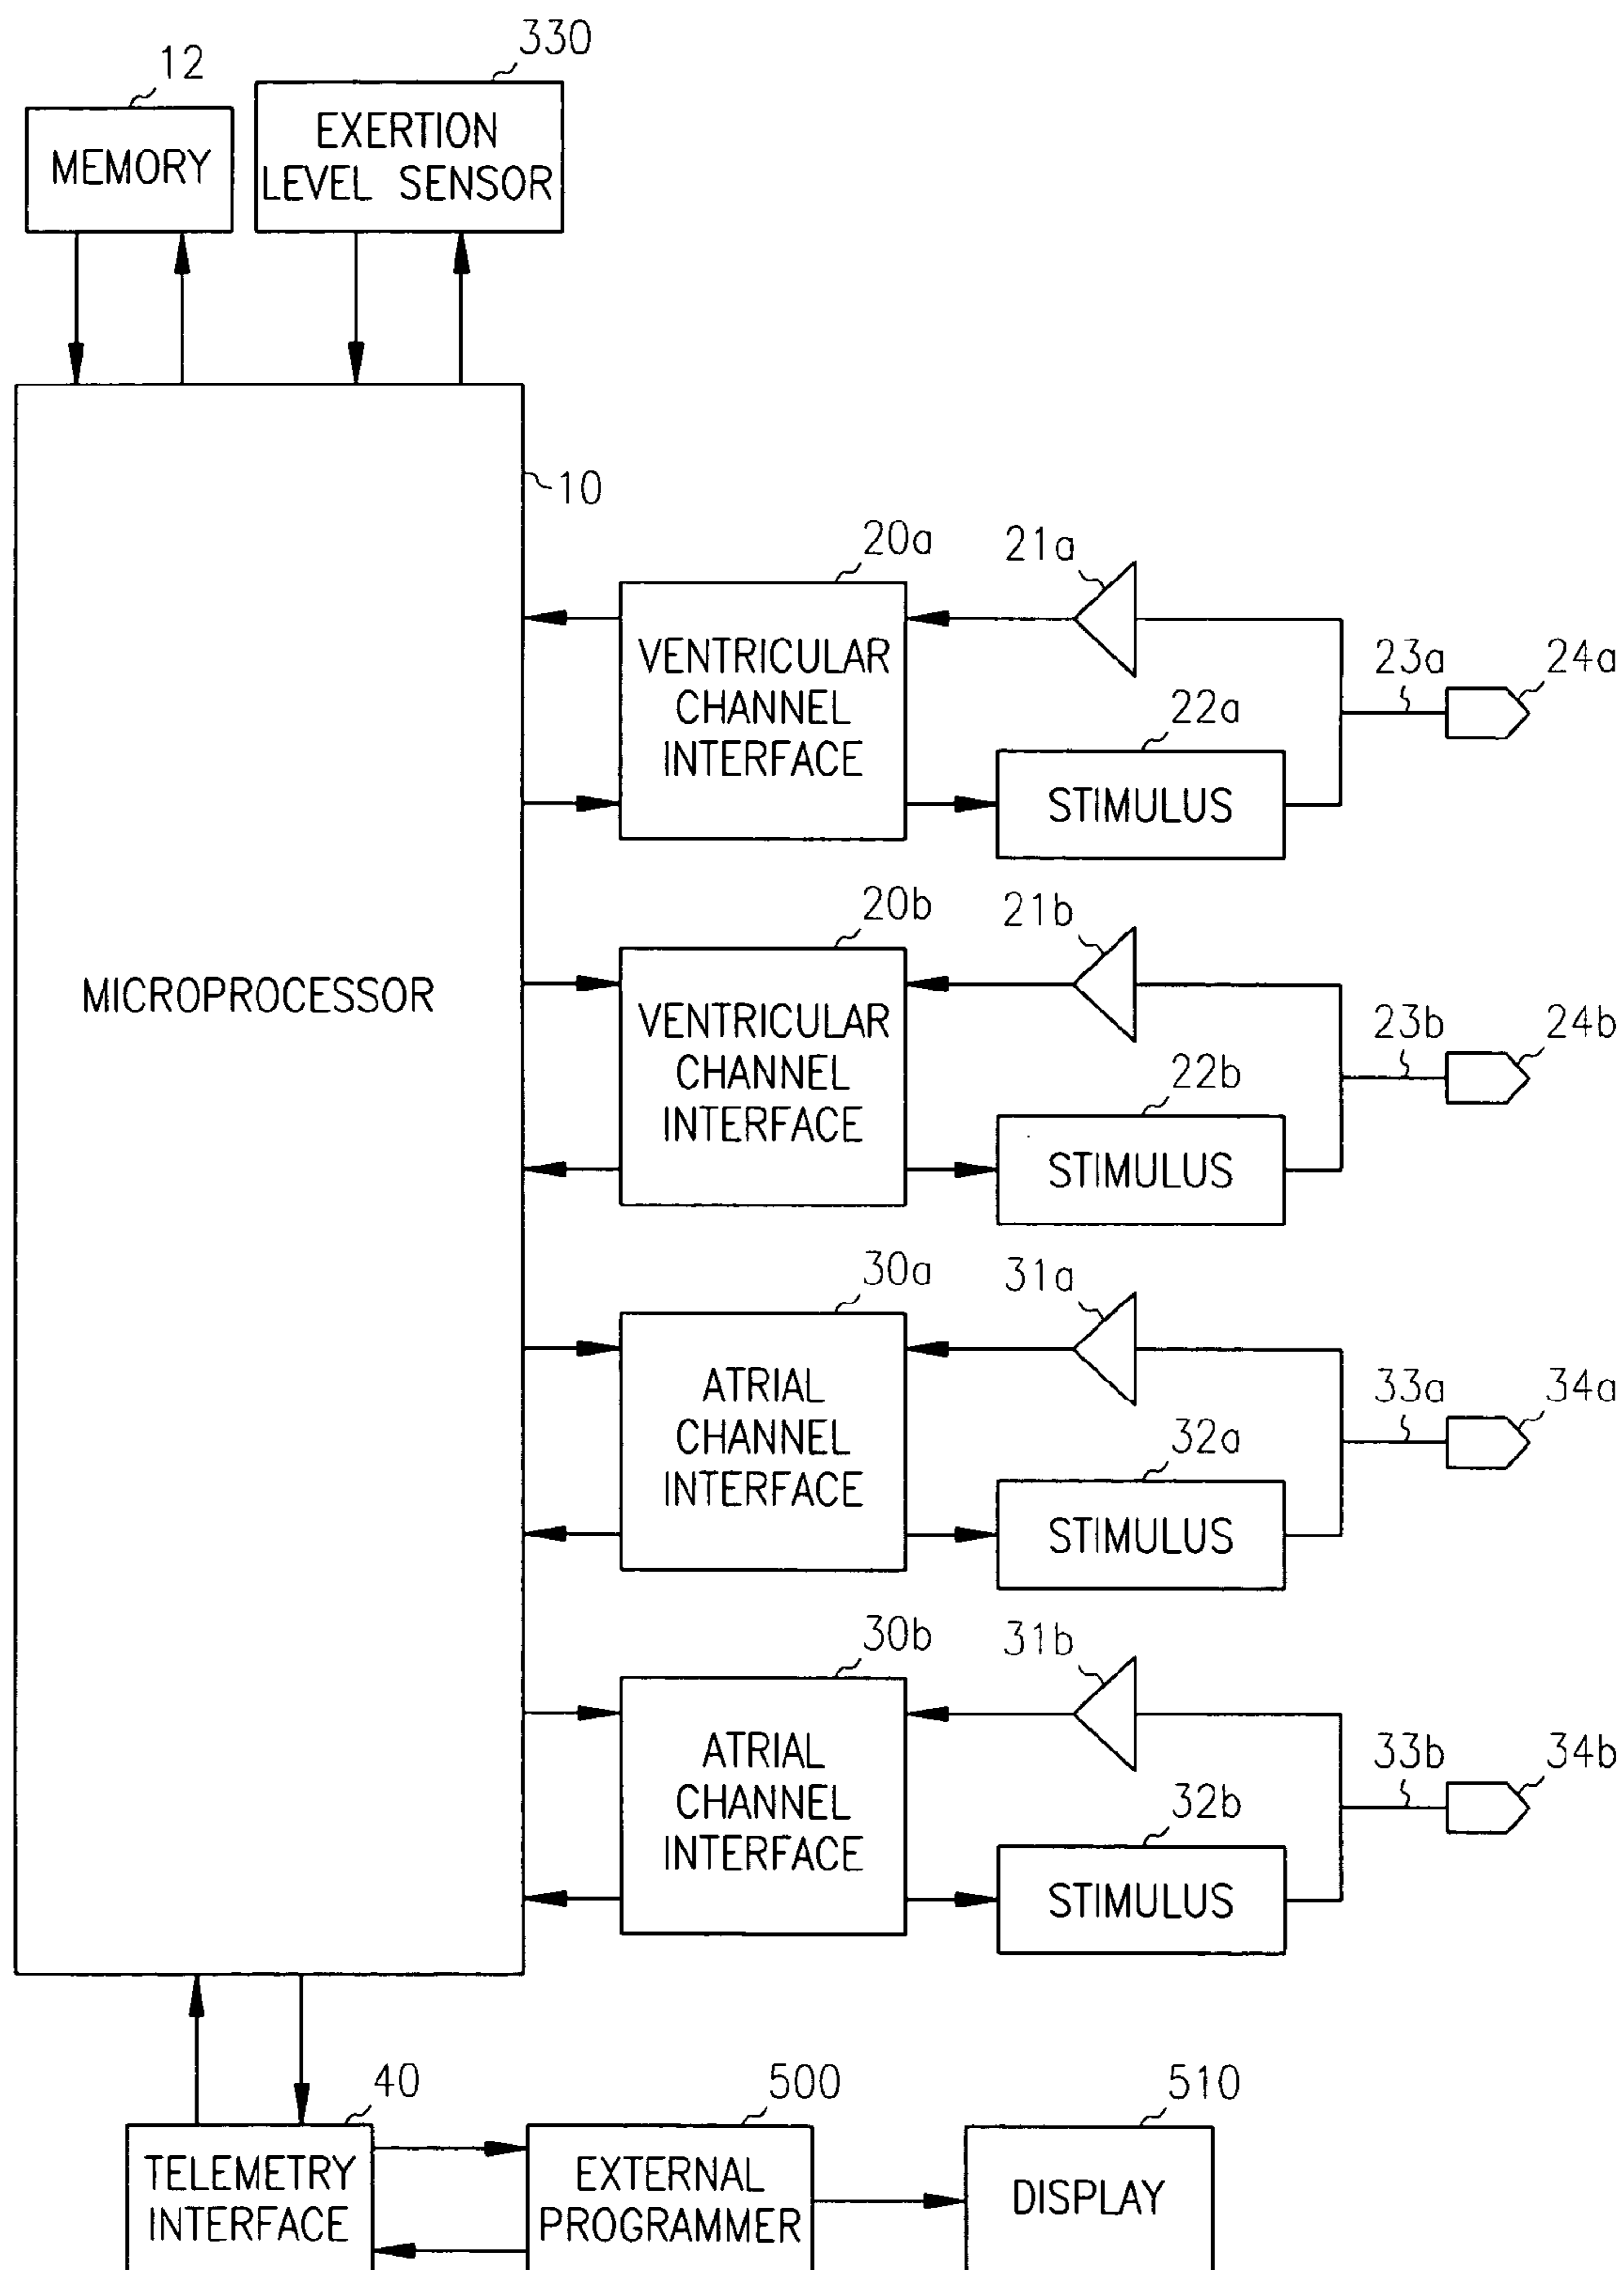 12
330
MEMORY
EXERTION
LEVEL SENSOR
10
MICROPROCESSOR
20a
21a
VENTRICULAR
CHANNEL
INTERFACE
22a
STIMULUS
23a
24a
20b
21b
VENTRICULAR
CHANNEL
INTERFACE
22b
STIMULUS
23b
24b
30a
31a
ATRIAL
CHANNEL
INTERFACE
32a
STIMULUS
33a
34a
30b
31b
ATRIAL
CHANNEL
INTERFACE
32b
STIMULUS
33b
34b
40
TELEMETRY
INTERFACE
500
EXTERNAL
PROGRAMMER
510
DISPLAY